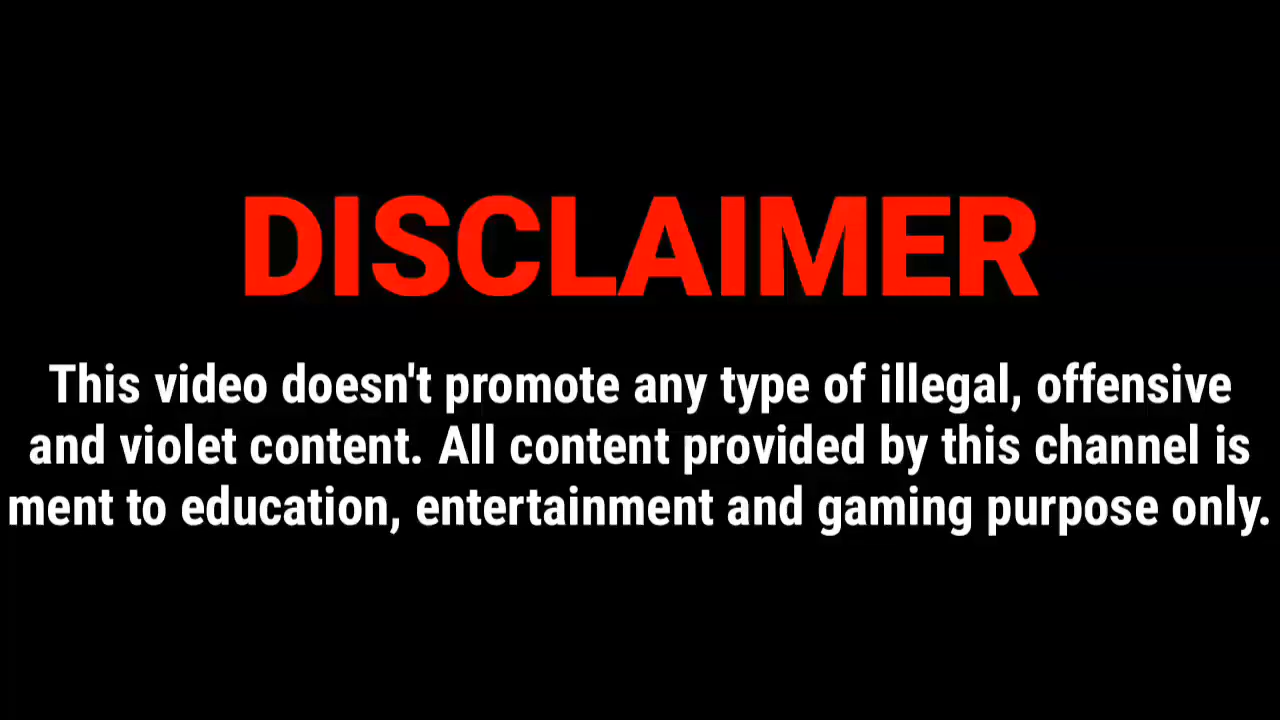 DISCLAIMER
This video doesn't promote any type of illegal, offensive
and violet content. All content provided by this channel is
ment to education, entertainment and gaming purpose only.